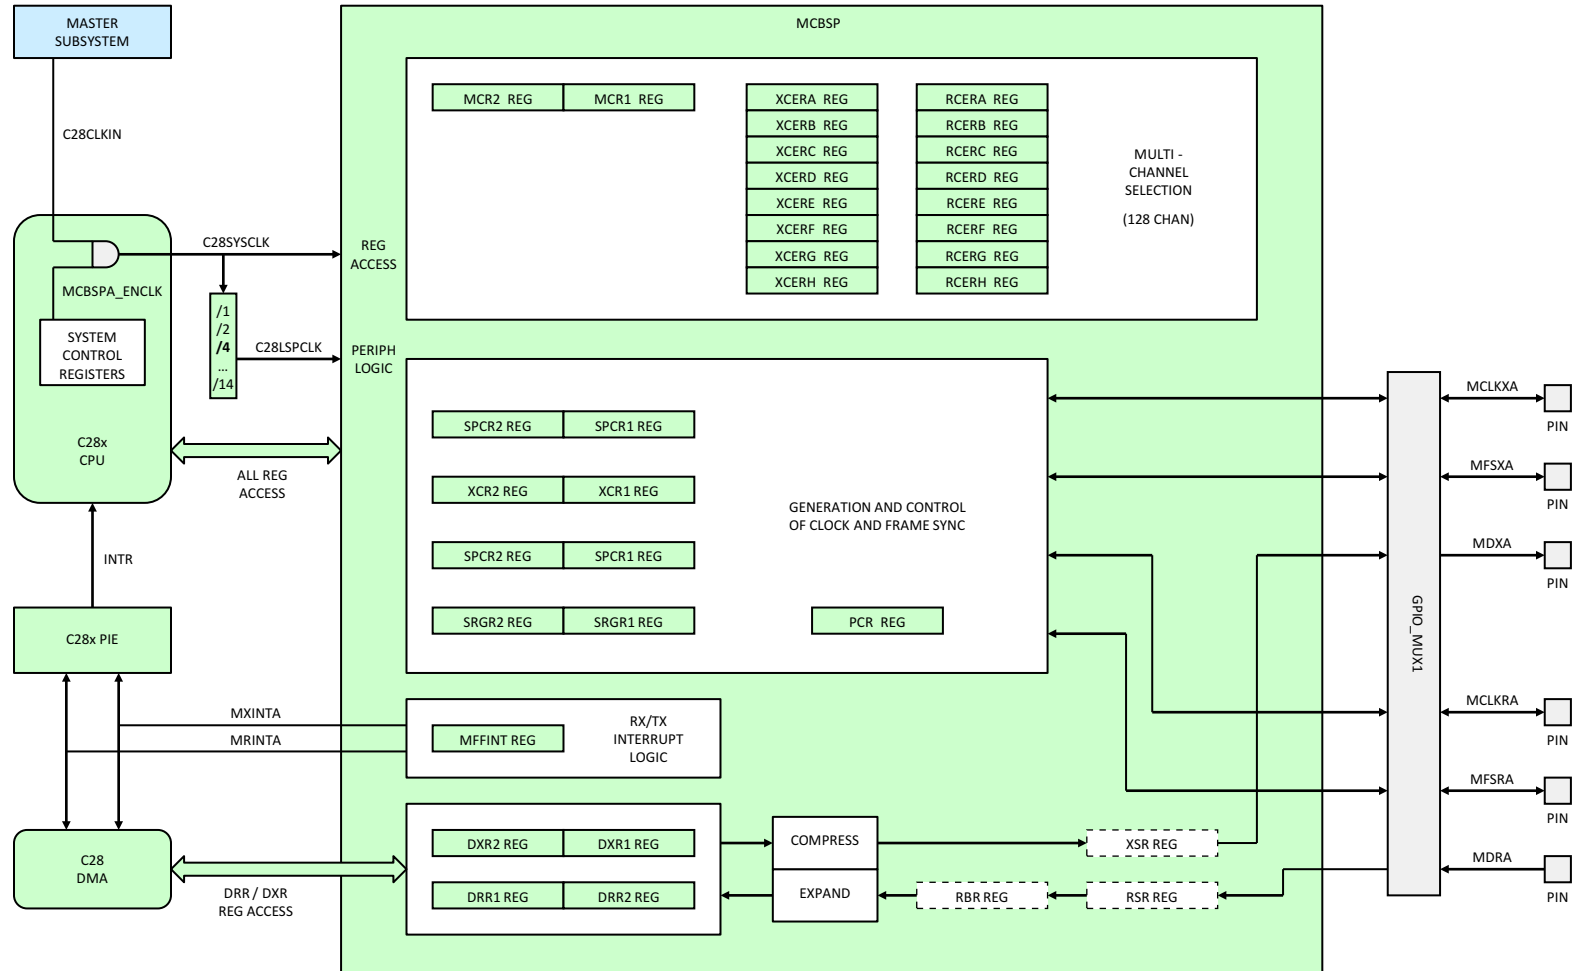 MASTER
SUBSYSTEM
C28CLKIN
MCBSPA_ENCLK
SYSTEM
CONTROL
REGISTERS
C28x
CPU
C28SYSCLK
/1
/2
/4
...
/14
C28LSPCLK
ALL REG
ACCESS
INTR
C28x PIE
MXINTA
MRINTA
C28
DMA
DRR / DXR
REG ACCESS
MCBSP
REG
ACCESS
PERIPH
LOGIC
MCR2 REG
MCR1 REG
XCERA REG
XCERB REG
XCERC REG
XCERD REG
XCERE REG
XCERF REG
XCERG REG
XCERH REG
RCERA REG
RCERB REG
RCERC REG
RCERD REG
RCERE REG
RCERF REG
RCERG REG
RCERH REG
MULTI -
CHANNEL
SELECTION
(128 CHAN)
SPCR2 REG
SPCR1 REG
XCR2 REG
XCR1 REG
SPCR2 REG
SPCR1 REG
SRGR2 REG
SRGR1 REG
GENERATION AND CONTROL
OF CLOCK AND FRAME SYNC
PCR REG
MFFINT REG
RX/TX
INTERRUPT
LOGIC
DXR2 REG
DXR1 REG
DRR1 REG
DRR2 REG
COMPRESS
EXPAND
XSR REG
RBR REG
RSR REG
GPIO_MUX1
MCLKXA
PIN
MFSXA
PIN
MDXA
PIN
MCLKRA
PIN
MFSRA
PIN
MDRA
PIN